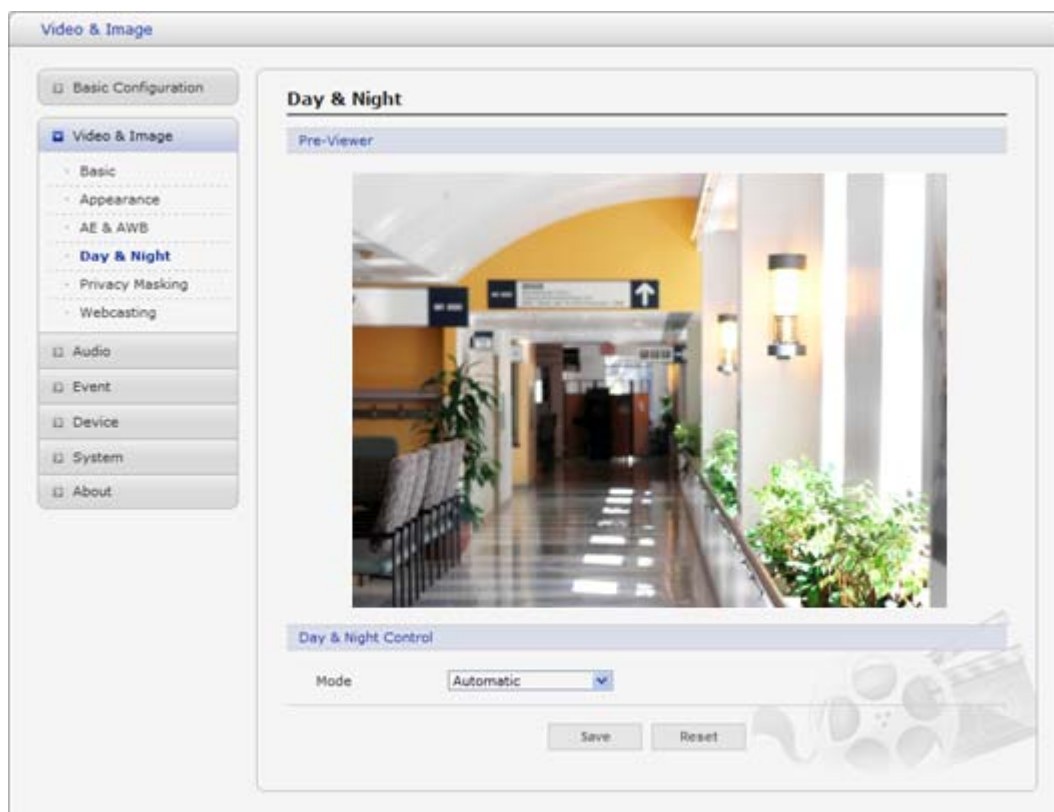 Video & Image
Basic Configuration
Video & Image
Basic
Appearance
AE & AWB
Day & Night
Privacy Masking
Webcasting
Audio
Event
Device
System
About
Day & Night
Pre-Viewer
Day & Night Control
Mode
Automatic
Save
Reset